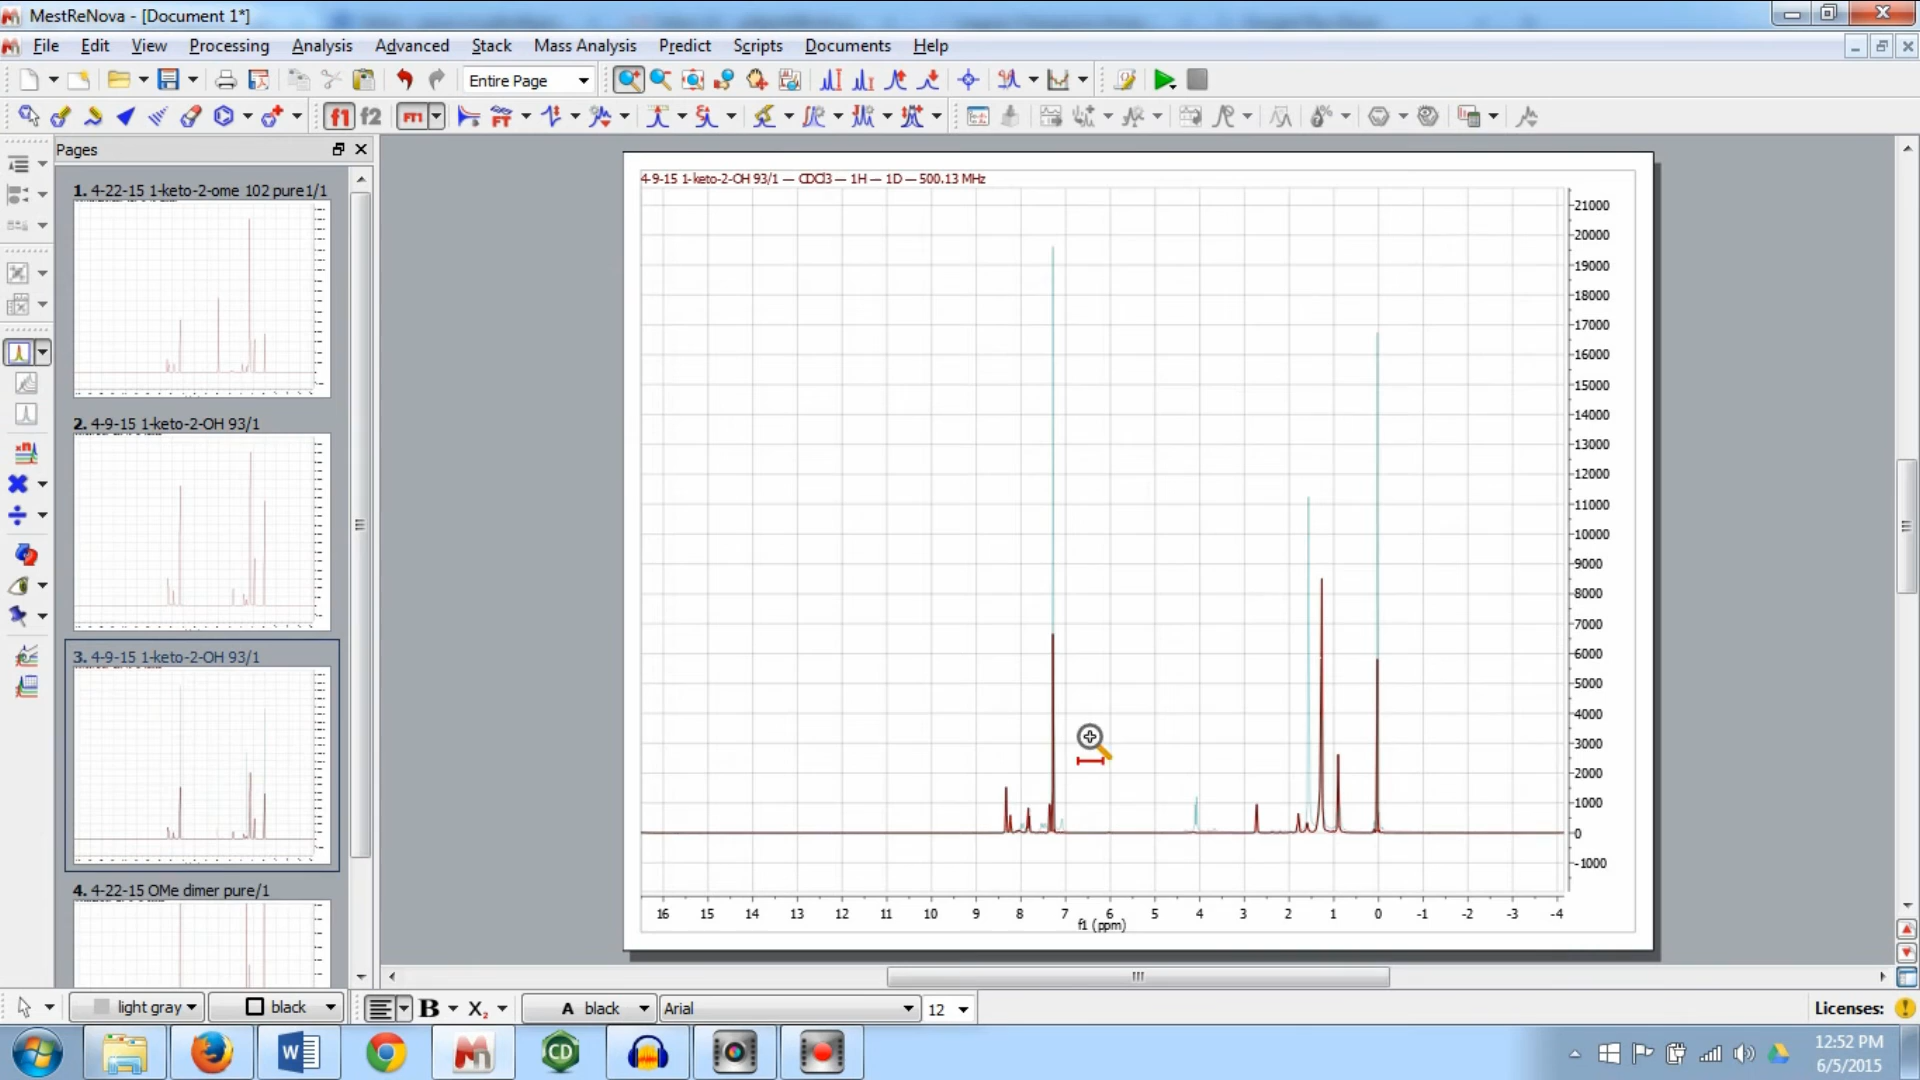 MestReNova - [Document 1*]
File Edit View Processing Analysis Advanced Stack Mass Analysis Predict Scripts Documents Help
Entire Page
f1 f2 FT1 FT
Pages
1. 4-22-15 1-keto-2-ome 102 pure1/1
2. 4-9-15 1-keto-2-OH 93/1
3. 4-9-15 1-keto-2-OH 93/1
4. 4-22-15 OMe dimer pure/1
4-9-15 1-keto-2-OH 93/1 — CDCl3 — 1H — 1D — 500.13 MHz
21000
20000
19000
18000
17000
16000
15000
14000
13000
12000
11000
10000
9000
8000
7000
6000
5000
4000
3000
2000
1000
0
-1000
16 15 14 13 12 11 10 9 8 7 6 5 4 3 2 1 0 -1 -2 -3 -4
f1 (ppm)
light gray black B X2 A black Arial 12 Licenses:
W CD 12:52 PM
6/5/2015